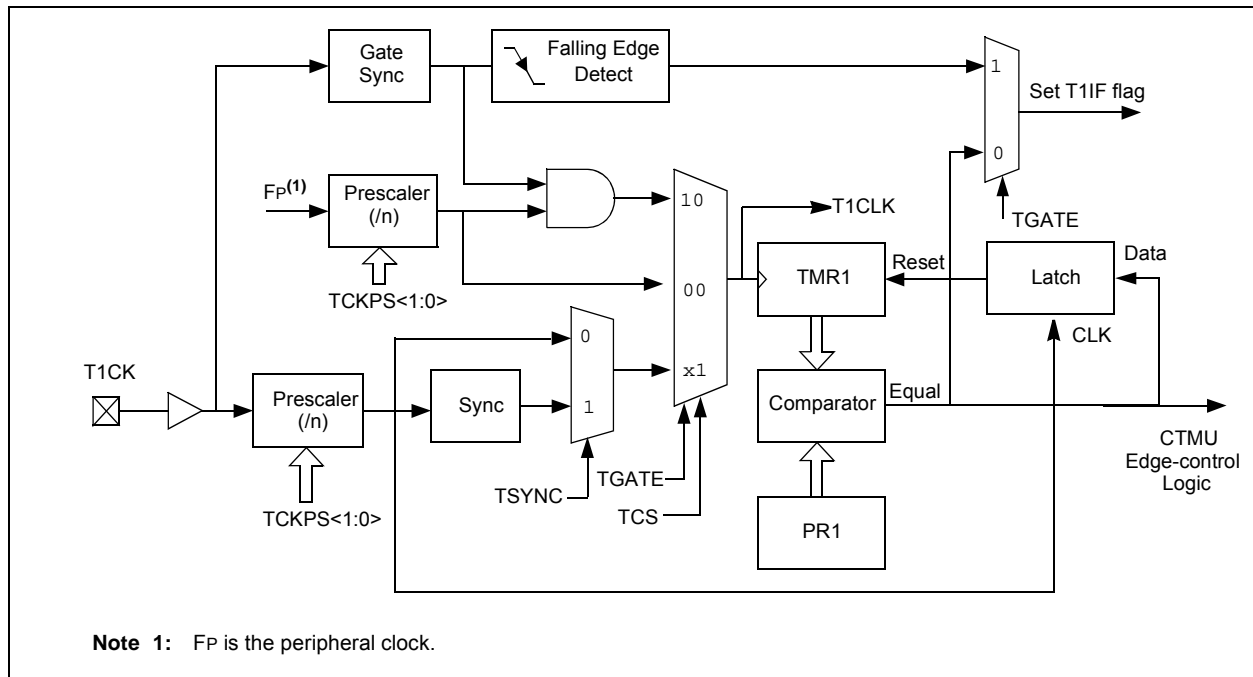 Gate
Sync
Falling Edge
Detect
1
Set T1IF flag
0
TGATE
FP(1)
Prescaler
(/n)
TCKPS<1:0>
10
00
x1
T1CLK
TMR1
Reset
Latch
Data
CLK
T1CK
Prescaler
(/n)
TCKPS<1:0>
Sync
0
1
TSYNC
TGATE
TCS
Comparator
Equal
PR1
CTMU
Edge-control
Logic
Note 1: FP is the peripheral clock.